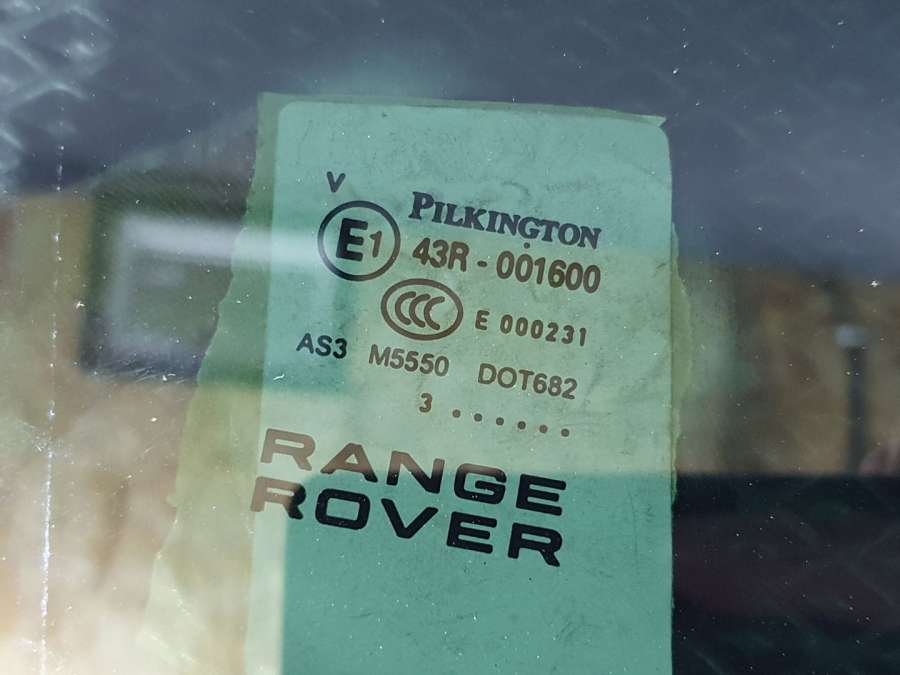 V
PILKINGTON
E1 43R - 001600
CCC E 000231
AS3 M5550 DOT682
3 . . . . . .
RANGE
ROVER